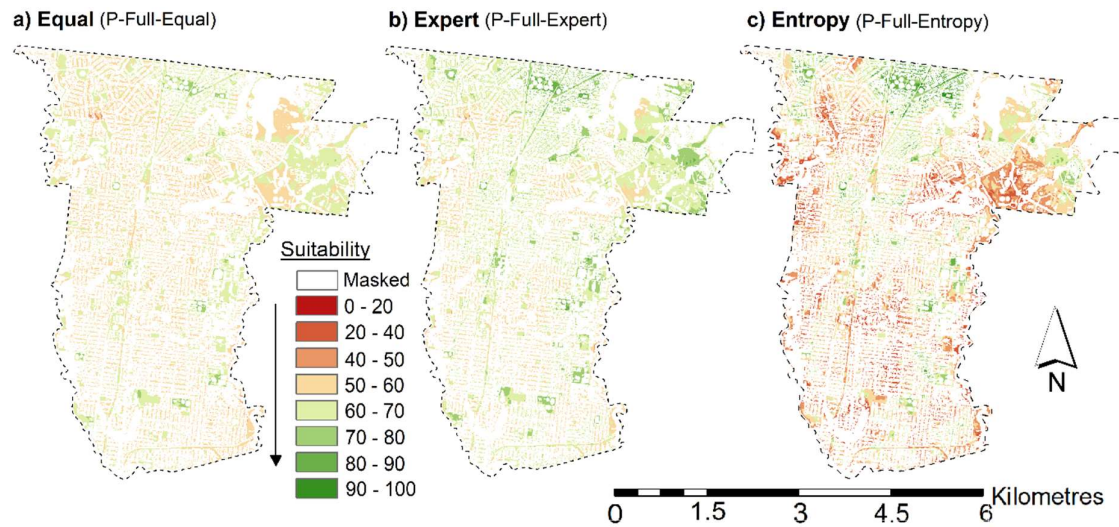 a) Equal (P-Full-Equal)
b) Expert (P-Full-Expert)
c) Entropy (P-Full-Entropy)
Suitability
Masked
0 - 20
20 - 40
40 - 50
50 - 60
60 - 70
70 - 80
80 - 90
90 - 100
N
Kilometres
0 1.5 3 4.5 6